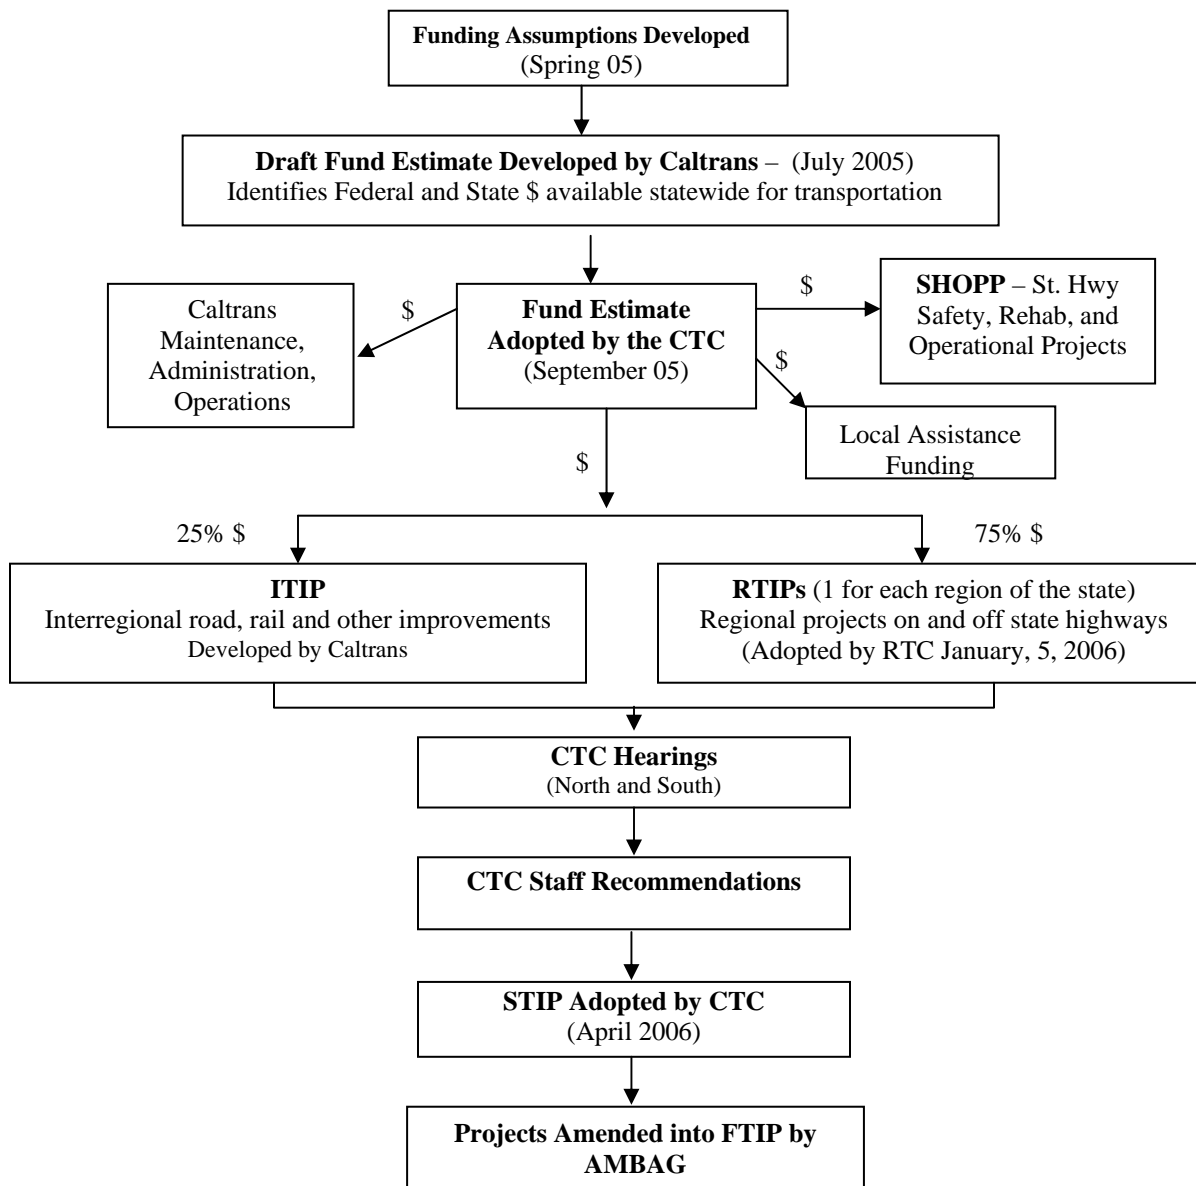 Funding Assumptions Developed
(Spring 05)
Draft Fund Estimate Developed by Caltrans – (July 2005)
Identifies Federal and State $ available statewide for transportation
Caltrans
Maintenance,
Administration,
Operations
$
Fund Estimate
Adopted by the CTC
(September 05)
$
SHOPP – St. Hwy
Safety, Rehab, and
Operational Projects
$
Local Assistance
Funding
$
25% $
75% $
ITIP
Interregional road, rail and other improvements
Developed by Caltrans
RTIPs (1 for each region of the state)
Regional projects on and off state highways
(Adopted by RTC January, 5, 2006)
CTC Hearings
(North and South)
CTC Staff Recommendations
STIP Adopted by CTC
(April 2006)
Projects Amended into FTIP by
AMBAG